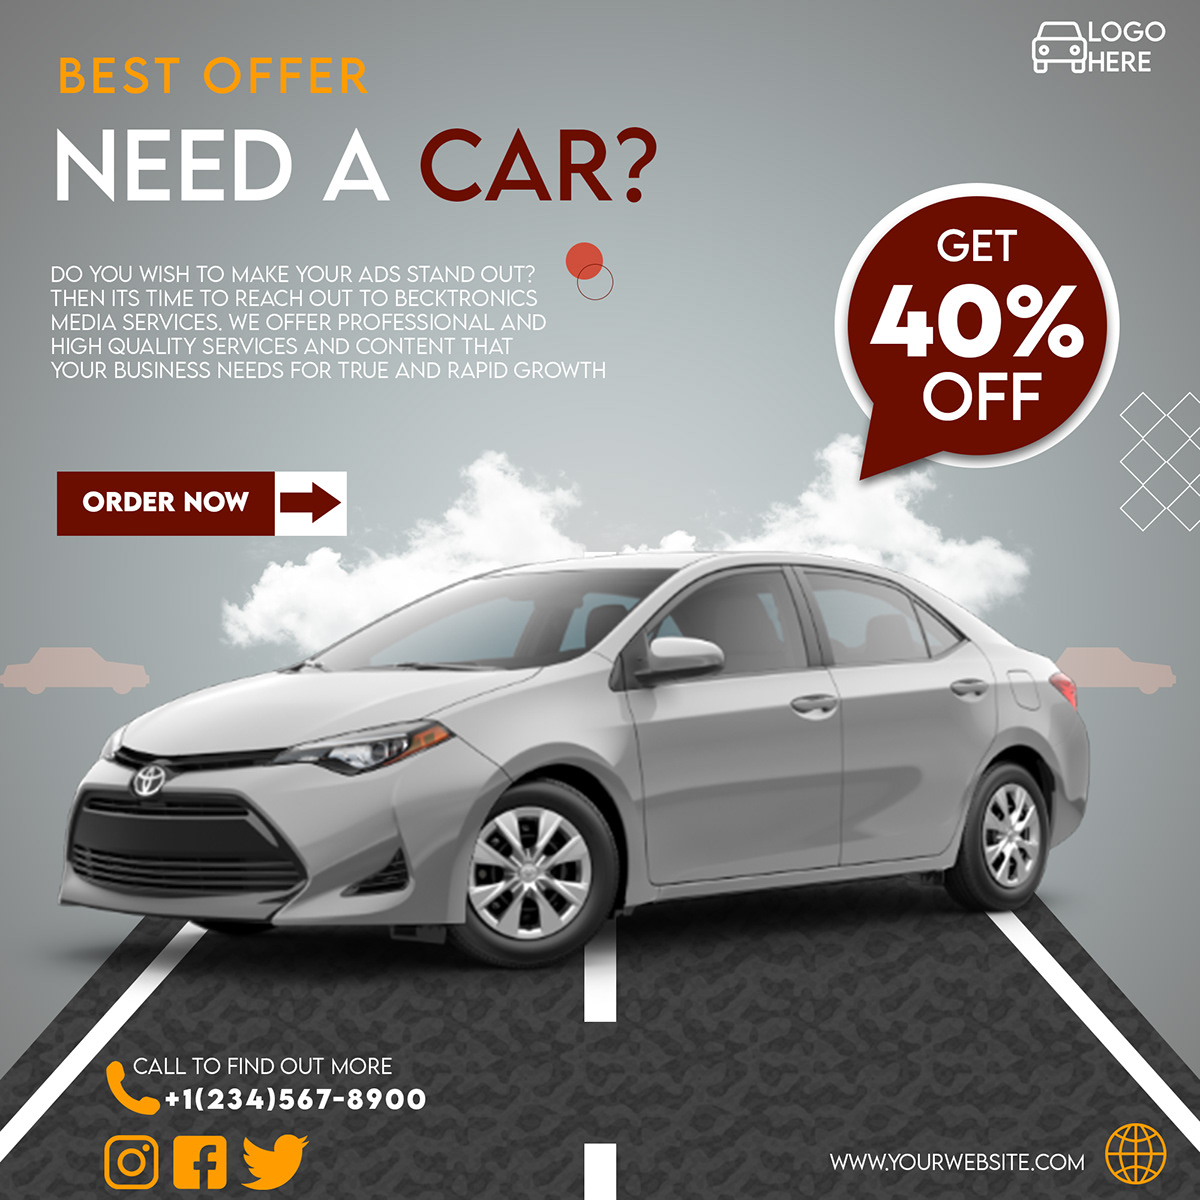 LOGO
HERE
BEST OFFER
NEED A CAR?
DO YOU WISH TO MAKE YOUR ADS STAND OUT?
THEN ITS TIME TO REACH OUT TO BECKTRONICS
MEDIA SERVICES. WE OFFER PROFESSIONAL AND
HIGH QUALITY SERVICES AND CONTENT THAT
YOUR BUSINESS NEEDS FOR TRUE AND RAPID GROWTH
GET
40%
OFF
ORDER NOW
CALL TO FIND OUT MORE
+1(234)567-8900
WWW.YOURWEBSITE.COM